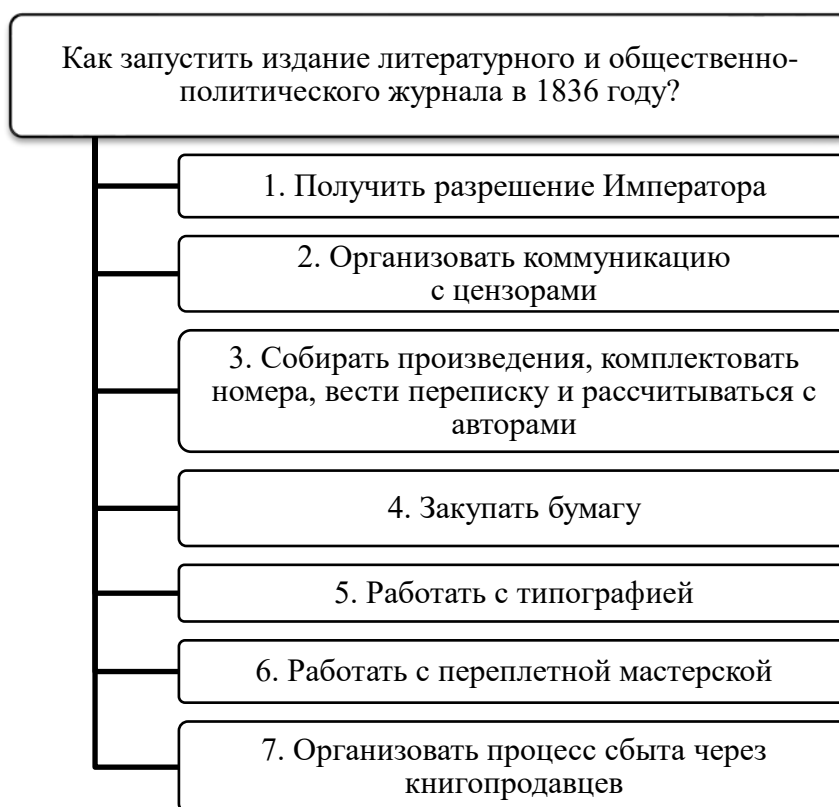 Как запустить издание литературного и общественно-
политического журнала в 1836 году?
1. Получить разрешение Императора
2. Организовать коммуникацию
с цензорами
3. Собирать произведения, комплектовать
номера, вести переписку и рассчитываться с
авторами
4. Закупать бумагу
5. Работать с типографией
6. Работать с переплетной мастерской
7. Организовать процесс сбыта через
книгопродавцев